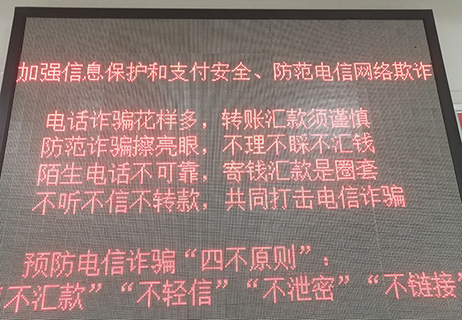 加强信息保护和支付安全、防范电信网络欺诈
电话诈骗花样多，转账汇款须谨慎
防范诈骗擦亮眼，不理不睬不汇钱
陌生电话不可靠，寄钱汇款是圈套
不听不信不转款，共同打击电信诈骗
预防电信诈骗“四不原则”：
“不汇款”“不轻信”“不泄密”“不链接”